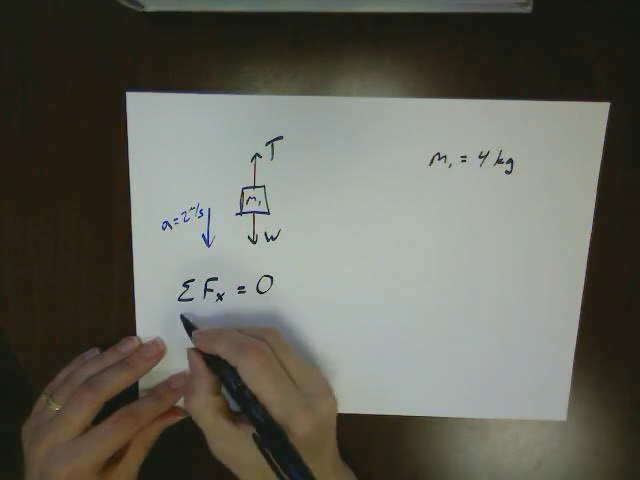 T
m₁ = 4 kg
m₁
a = 2 m/s
W
Σ Fₓ = 0